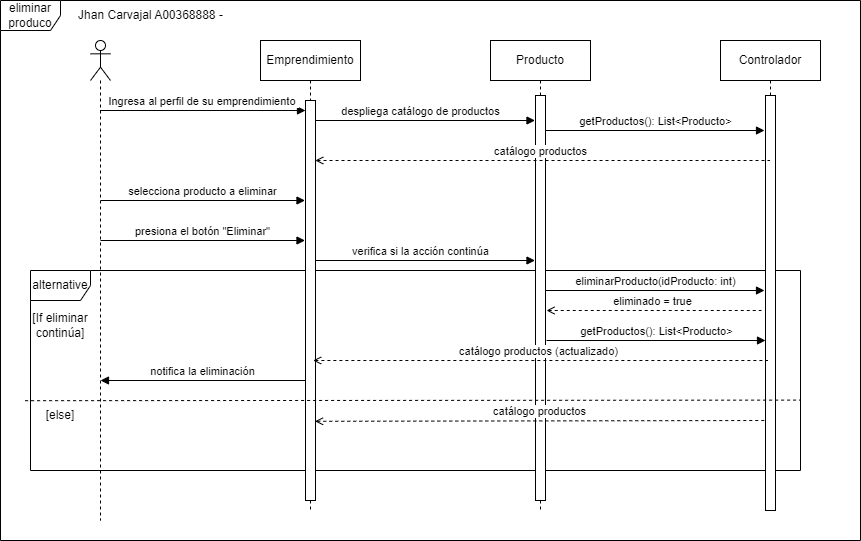 eliminar
produco
Jhan Carvajal A00368888 -
Emprendimiento
Producto
Controlador
Ingresa al perfil de su emprendimiento
despliega catálogo de productos
getProductos(): List<Producto>
catálogo productos
selecciona producto a eliminar
presiona el botón "Eliminar"
verifica si la acción continúa
alternative
eliminarProducto(idProducto: int)
eliminado = true
[If eliminar
continúa]
getProductos(): List<Producto>
catálogo productos (actualizado)
notifica la eliminación
[else]
catálogo productos